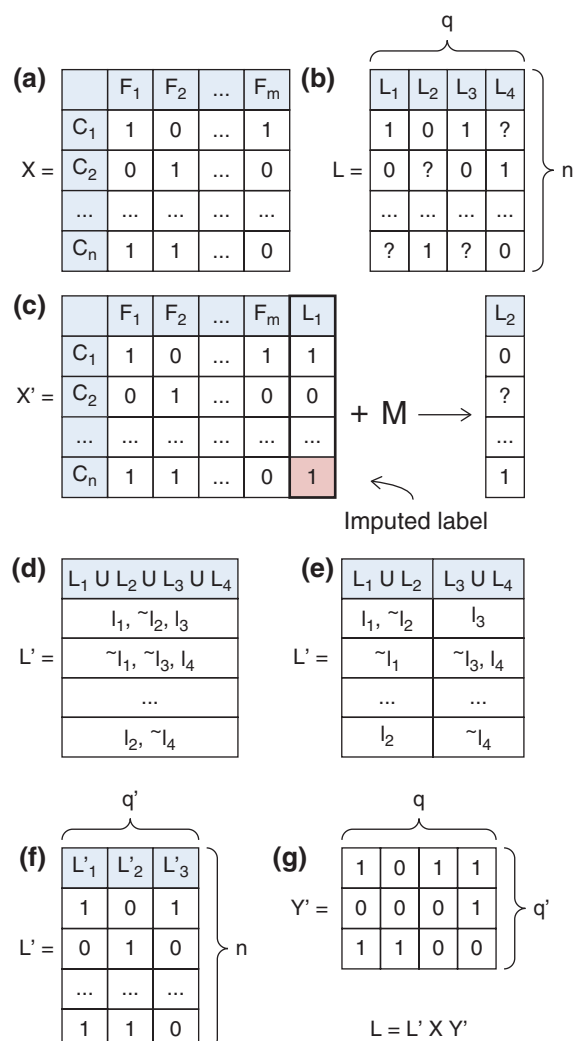 q
(a) (b)
F1 F2 ... Fm L1 L2 L3 L4
C1 1 0 ... 1 1 0 1 ?
X = C2 0 1 ... 0 L = 0 ? 0 1 n
... ... ... ... ... ... ... ... ...
Cn 1 1 ... 0 ? 1 ? 0
(c)
F1 F2 ... Fm L1 L2
C1 1 0 ... 1 1 0
X' = C2 0 1 ... 0 0 + M ?
... ... ... ... ... ... ...
Cn 1 1 ... 0 1 1
Imputed label
(d) (e)
L1 U L2 U L3 U L4 L1 U L2 L3 U L4
l1, ~l2, l3 l1, ~l2 l3
L' = ~l1, ~l3, l4 L' = ~l1 ~l3, l4
... ... ...
l2, ~l4 l2 ~l4
q' q
(f) (g)
L'1 L'2 L'3 1 0 1 1
1 0 1 Y' = 0 0 0 1 q'
L' = 0 1 0 n 1 1 0 0
... ... ...
1 1 0 L = L' X Y'